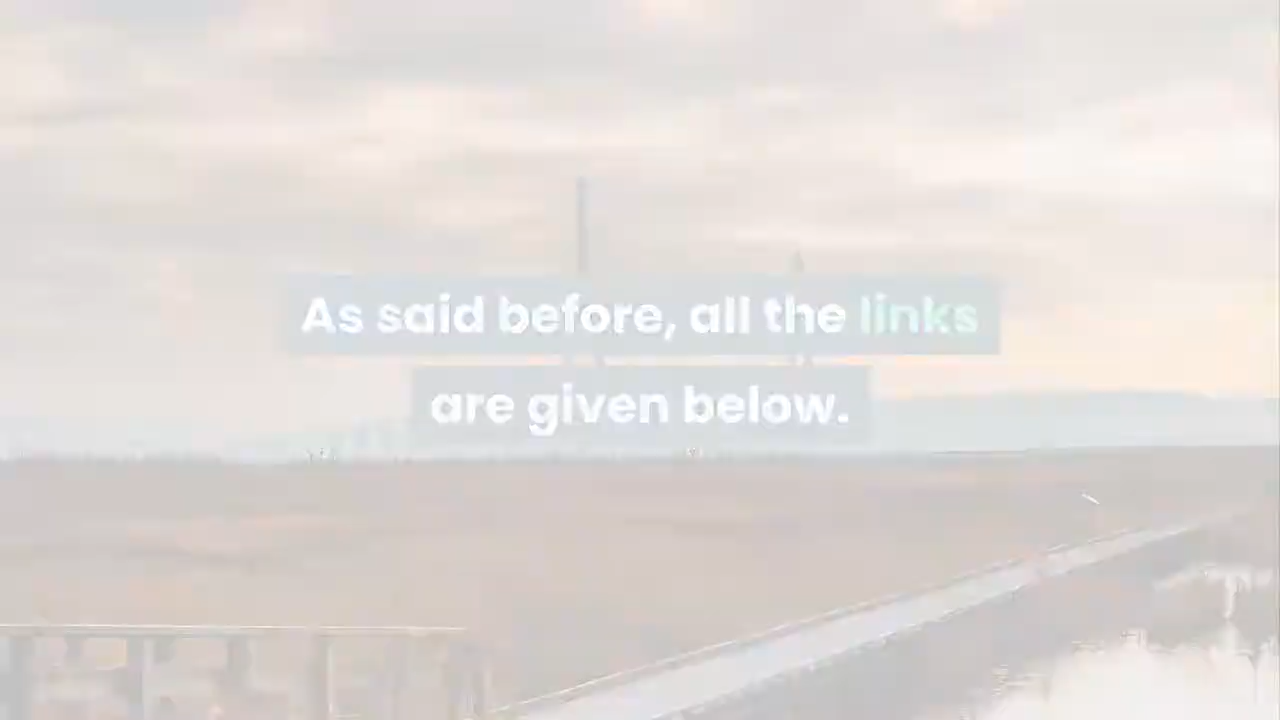 As said before, all the links
are given below.